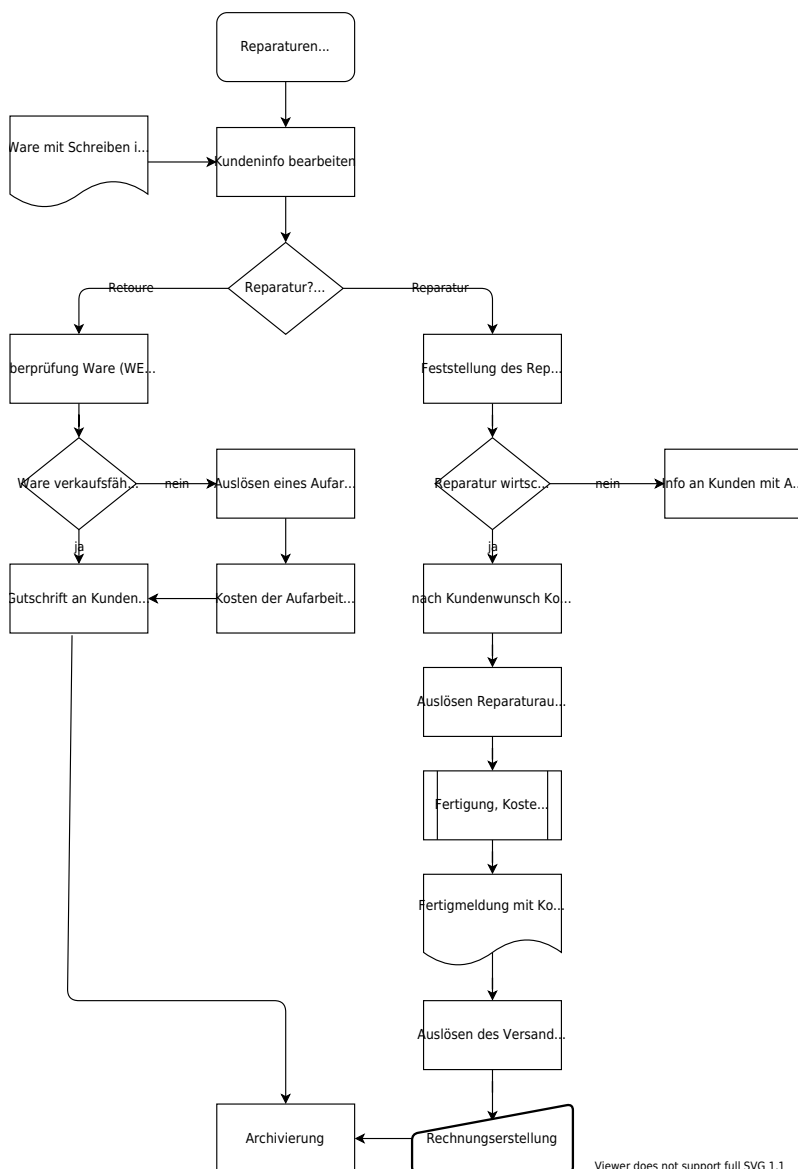 Reparaturen...
Ware mit Schreiben i...
Kundeninfo bearbeiten
Retoure
Reparatur?...
Reparatur
berprüfung Ware (WE...
Feststellung des Rep...
Ware verkaufsfäh...
nein
Auslösen eines Aufar...
Reparatur wirtsc...
nein
Info an Kunden mit A...
ja
ja
Gutschrift an Kunden...
Kosten der Aufarbeit...
nach Kundenwunsch Ko...
Auslösen Reparaturau...
Fertigung, Koste...
Fertigmeldung mit Ko...
Auslösen des Versand...
Archivierung
Rechnungserstellung
Viewer does not support full SVG 1.1